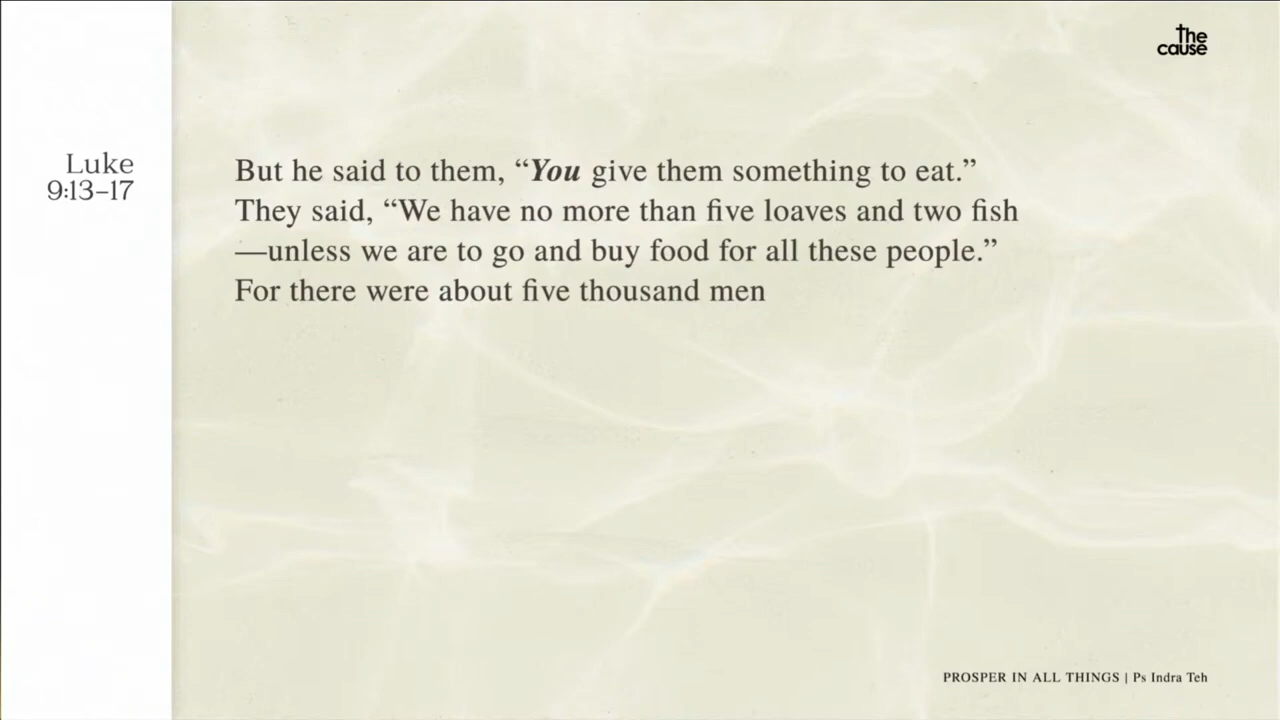 the
cause
Luke
9:13–17
But he said to them, “You give them something to eat.”
They said, “We have no more than five loaves and two fish
—unless we are to go and buy food for all these people.”
For there were about five thousand men
PROSPER IN ALL THINGS | Ps Indra Teh